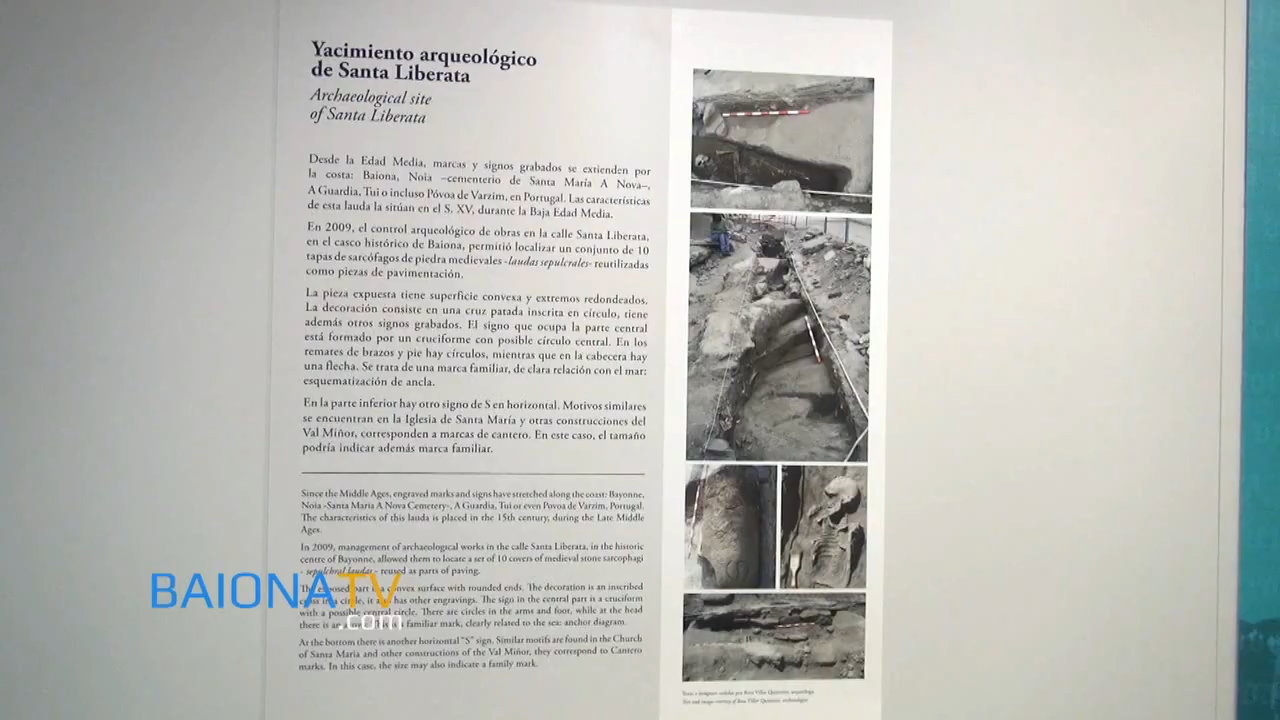 Yacimiento arqueológico
de Santa Liberata
Archaeological site
of Santa Liberata
Desde la Edad Media, marcas y signos grabados se extienden por
la costa: Baiona, Noia –cementerio de Santa María A Nova–,
A Guardia, Tui o incluso Póvoa de Varzim, en Portugal. Las características
de esta lauda la sitúan en el S. XV, durante la Baja Edad Media.
En 2009, el control arqueológico de obras en la calle Santa Liberata,
en el casco histórico de Baiona, permitió localizar un conjunto de 10
tapas de sarcófagos de piedra medievales -laudas sepulcrales- reutilizadas
como piezas de pavimentación.
La pieza expuesta tiene superficie convexa y extremos redondeados.
La decoración consiste en una cruz patada inscrita en círculo, tiene
además otros signos grabados. El signo que ocupa la parte central
está formado por un cruciforme con posible círculo central. En los
remates de brazos y pie hay círculos, mientras que en la cabecera hay
una flecha. Se trata de una marca familiar, de clara relación con el mar:
esquematización de ancla.
En la parte inferior hay otro signo de S en horizontal. Motivos similares
se encuentran en la Iglesia de Santa María y otras construcciones del
Val Miñor, corresponden a marcas de cantero. En este caso, el tamaño
podría indicar además marca familiar.
Since the Middle Ages, engraved marks and signs have stretched along the coast: Bayonne,
Noia -Santa Maria A Nova Cemetery-, A Guardia, Tui or even Povoa de Varzim, Portugal.
The characteristics of this lauda is placed in the 15th century, during the Late Middle
Ages.
In 2009, management of archaeological works in the calle Santa Liberata, in the historic
centre of Bayonne, allowed them to locate a set of 10 covers of medieval stone sarcophagi
- sepulchral laudas - reused as parts of paving.
convex surface with rounded ends. The decoration is an inscribed
has other engravings. The sign in the central part is a cruciform
with a possible central circle. There are circles in the arms and foot, while at the head
there is familiar mark, clearly related to the sea: anchor diagram.
At the bottom there is another horizontal "S" sign. Similar motifs are found in the Church
of Santa Maria and other constructions of the Val Miñor, they correspond to Cantero
marks. In this case, the size may also indicate a family mark.
BAIONATV
.com